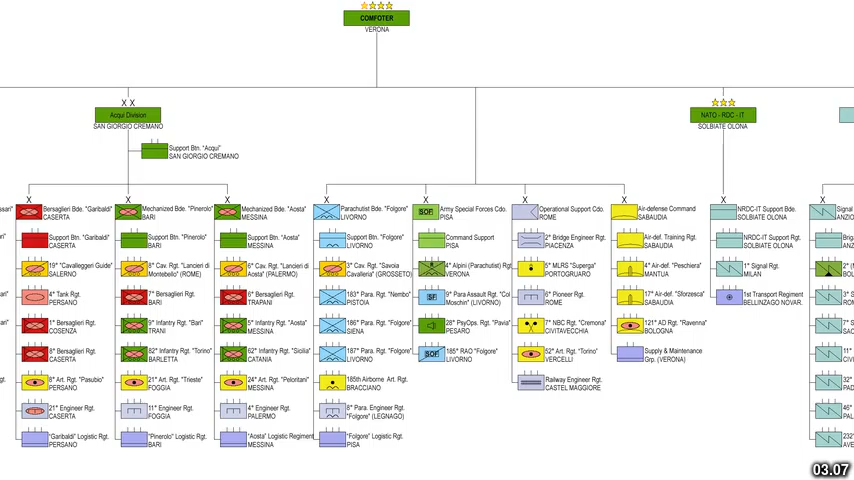 COMFOTER
VERONA
X X
Acqui Division
SAN GIORGIO CREMANO
NATO - RDC - IT
SOLBIATE OLONA
Support Btn. "Acqui"
SAN GIORGIO CREMANO
X
X
X
X
X
X
X
X
X
Bersaglieri Bde. "Garibaldi"
CASERTA
Mechanized Bde. "Pinerolo"
BARI
Mechanized Bde. "Aosta"
MESSINA
Parachutist Bde. "Folgore"
LIVORNO
SOF
Army Special Forces Cdo.
PISA
Operational Support Cdo.
ROME
Air-defense Command
SABAUDIA
NRDC-IT Support Bde.
SOLBIATE OLONA
Signal
ANZIO
Support Btn. "Garibaldi"
CASERTA
Support Btn. "Pinerolo"
BARI
Support Btn. "Aosta"
MESSINA
Support Btn. "Folgore"
LIVORNO
Command Support
PISA
2° Bridge Engineer Rgt.
PIACENZA
Air-def. Training Rgt.
SABAUDIA
NRDC-IT Support Rgt.
SOLBIATE OLONA
19° "Cavalleggeri Guide"
SALERNO
8° Cav. Rgt. "Lancieri di
Montebello" (ROME)
6° Cav. Rgt. "Lancieri di
Aosta" (PALERMO)
3° Cav. Rgt. "Savoia
Cavalleria" (GROSSETO)
4° Alpini (Parachutist) Rgt
VERONA
5° MLRS "Superga"
PORTOGRUARO
4° Air-def. "Peschiera"
MANTUA
1° Signal Rgt.
MILAN
4° Tank Rgt.
PERSANO
7° Bersaglieri Rgt.
BARI
6° Bersaglieri Rgt.
TRAPANI
183° Para. Rgt. "Nembo"
PISTOIA
SF
9° Para Assault Rgt. "Col
Moschin" (LIVORNO)
6° Pioneer Rgt.
ROME
17° Air-def. "Sforzesca"
SABAUDIA
1st Transport Regiment
BELLINZAGO NOVAR.
1° Bersaglieri Rgt.
COSENZA
9° Infantry Rgt. "Bari"
TRANI
5° Infantry Rgt. "Aosta"
MESSINA
186° Para. Rgt. "Folgore"
SIENA
28° PsyOps. Rgt. "Pavia"
PESARO
7° NBC Rgt. "Cremona"
CIVITAVECCHIA
121° AD Rgt. "Ravenna"
BOLOGNA
8° Bersaglieri Rgt.
CASERTA
82° Infantry Rgt. "Torino"
BARLETTA
62° Infantry Rgt. "Sicilia"
CATANIA
187° Para. Rgt. "Folgore"
LIVORNO
SOF
185° RAO "Folgore"
LIVORNO
52° Art. Rgt. "Torino"
VERCELLI
Supply & Maintenance
Grp. (VERONA)
8° Art. Rgt. "Pasubio"
PERSANO
21° Art. Rgt. "Trieste"
FOGGIA
24° Art. Rgt. "Peloritani"
MESSINA
185th Airborne Art. Rgt.
BRACCIANO
Railway Engineer Rgt.
CASTEL MAGGIORE
21° Engineer Rgt.
CASERTA
11° Engineer Rgt.
FOGGIA
4° Engineer Rgt.
PALERMO
8° Para. Engineer Rgt.
"Folgore" (LEGNAGO)
"Garibaldi" Logistic Rgt.
PERSANO
"Pinerolo" Logistic Rgt.
BARI
"Aosta" Logistic Regiment
MESSINA
"Folgore" Logistic Rgt.
PISA
03.07